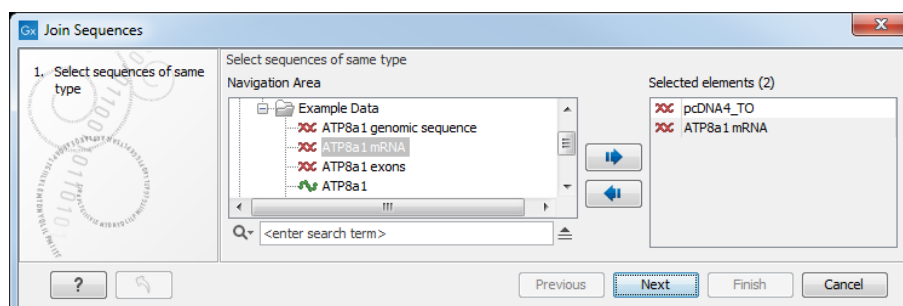 Gx Join Sequences
x
1. Select sequences of same
type
Select sequences of same type
Navigation Area
Example Data
ATP8a1 genomic sequence
ATP8a1 mRNA
ATP8a1 exons
ATP8a1
<enter search term>
Selected elements (2)
pcDNA4_TO
ATP8a1 mRNA
?
Previous
Next
Finish
Cancel